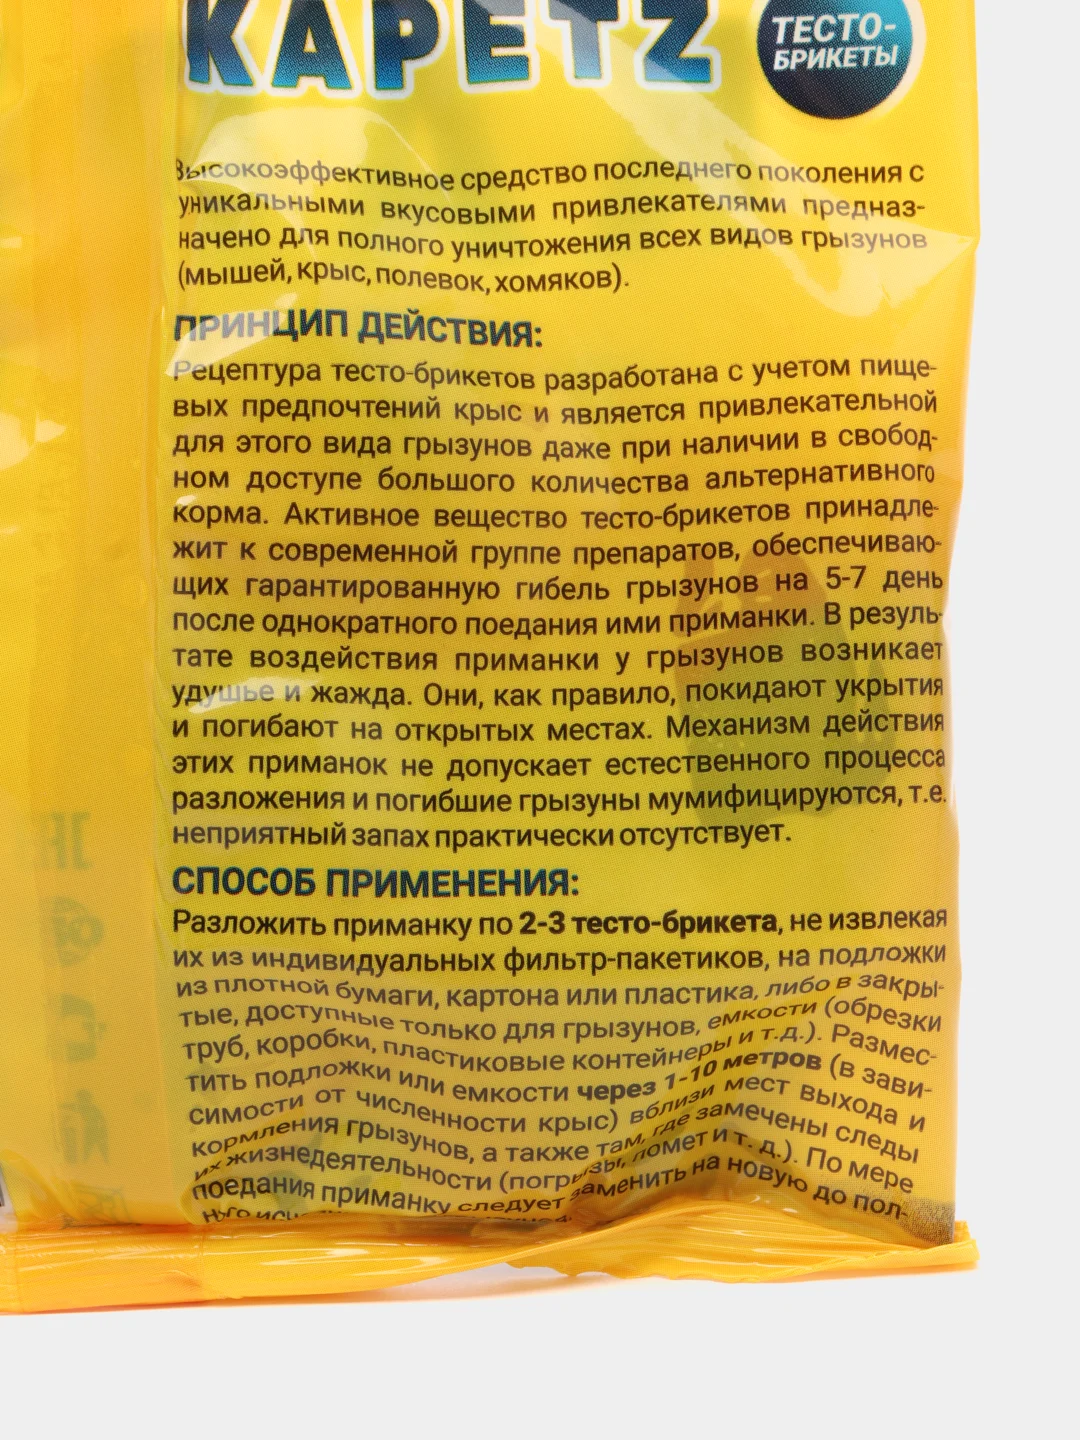 KAPETZ
ТЕСТО-
БРИКЕТЫ
Высокоэффективное средство последнего поколения с
уникальными вкусовыми привлекателями предназ-
начено для полного уничтожения всех видов грызунов
(мышей, крыс, полевок, хомяков).
ПРИНЦИП ДЕЙСТВИЯ:
Рецептура тесто-брикетов разработана с учетом пище-
вых предпочтений крыс и является привлекательной
для этого вида грызунов даже при наличии в свобод-
ном доступе большого количества альтернативного
корма. Активное вещество тесто-брикетов принадле-
жит к современной группе препаратов, обеспечиваю-
щих гарантированную гибель грызунов на 5-7 день
после однократного поедания ими приманки. В резуль-
тате воздействия приманки у грызунов возникает
удушье и жажда. Они, как правило, покидают укрытия
и погибают на открытых местах. Механизм действия
этих приманок не допускает естественного процесса
разложения и погибшие грызуны мумифицируются, т.е.
неприятный запах практически отсутствует.
СПОСОБ ПРИМЕНЕНИЯ:
Разложить приманку по 2-3 тесто-брикета, не извлекая
их из индивидуальных фильтр-пакетиков, на подложки
из плотной бумаги, картона или пластика, либо в закры-
тые, доступные только для грызунов, емкости (обрезки
труб, коробки, пластиковые контейнеры и т.д.). Размес-
тить подложки или емкости через 1-10 метров (в зави-
симости от численности крыс) вблизи мест выхода и
кормления грызунов, а также там, где замечены следы
их жизнедеятельности (погрызы, помет и т. д.). По мере
поедания приманку следует заменить на новую до пол-